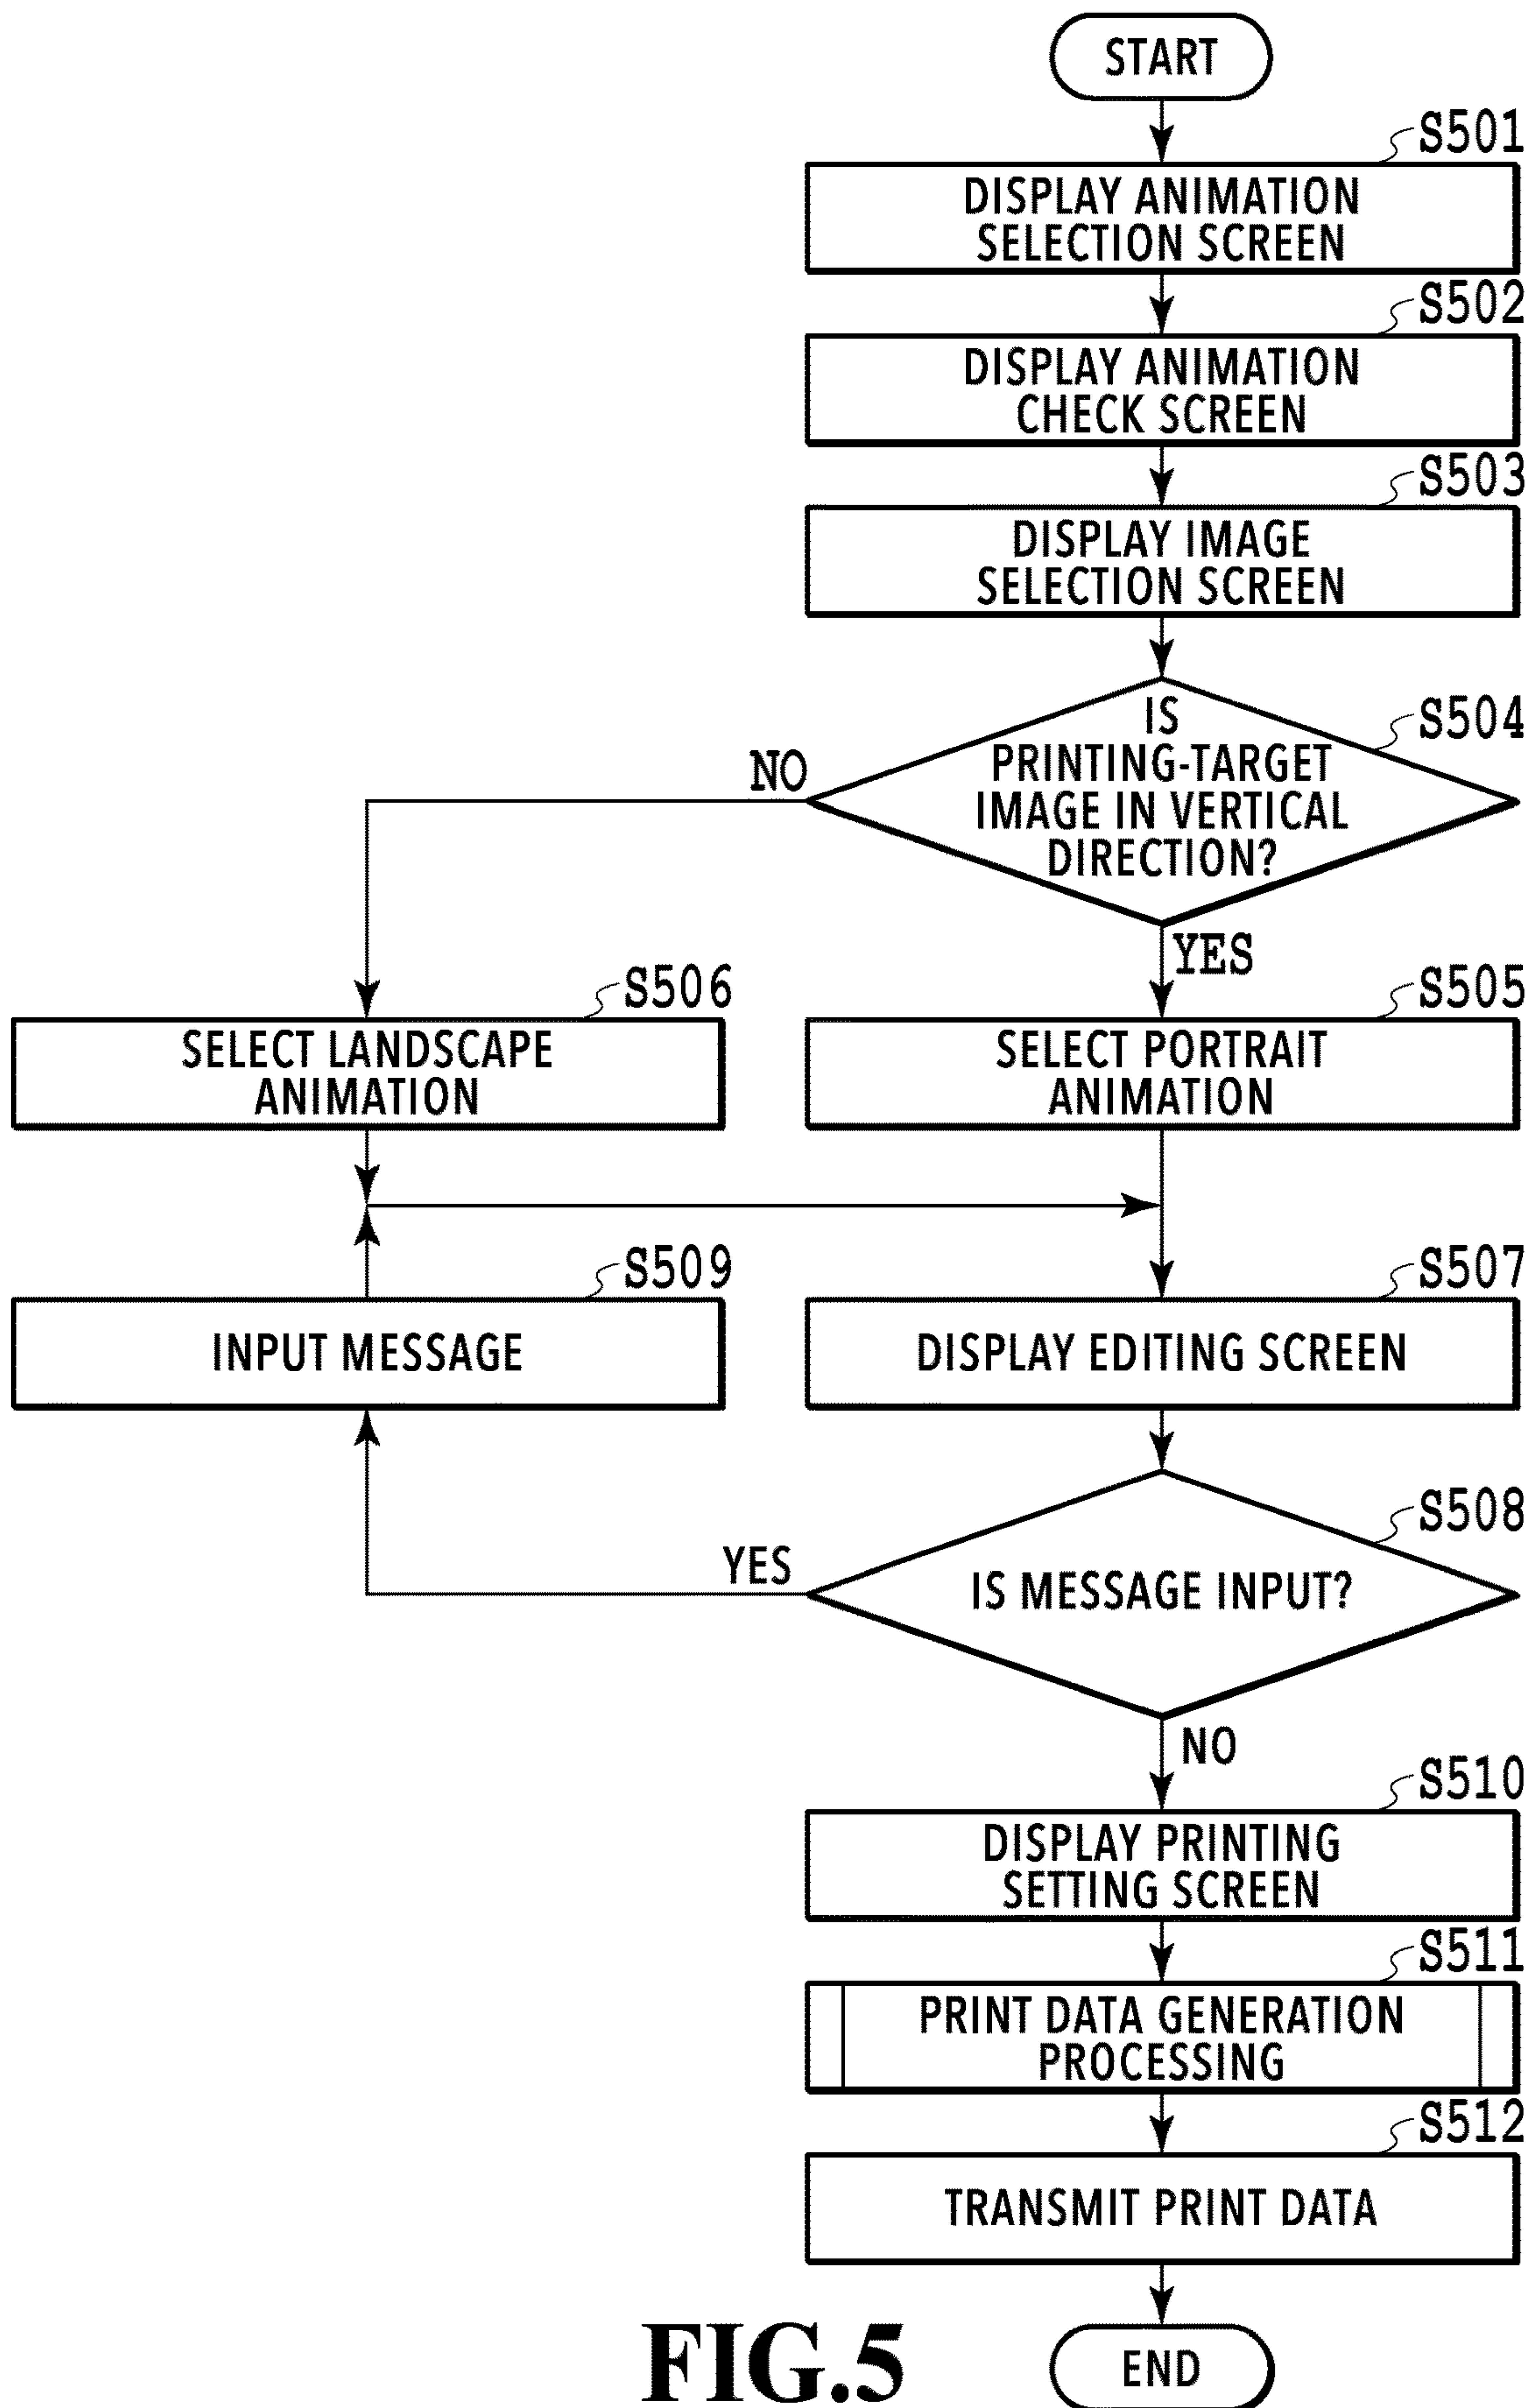 START
S501
DISPLAY ANIMATION
SELECTION SCREEN
S502
DISPLAY ANIMATION
CHECK SCREEN
S503
DISPLAY IMAGE
SELECTION SCREEN
S504
IS
PRINTING-TARGET
IMAGE IN VERTICAL
DIRECTION?
NO
YES
S506
SELECT LANDSCAPE
ANIMATION
S505
SELECT PORTRAIT
ANIMATION
S509
INPUT MESSAGE
S507
DISPLAY EDITING SCREEN
S508
IS MESSAGE INPUT?
YES
NO
S510
DISPLAY PRINTING
SETTING SCREEN
S511
PRINT DATA GENERATION
PROCESSING
S512
TRANSMIT PRINT DATA
END
FIG.5